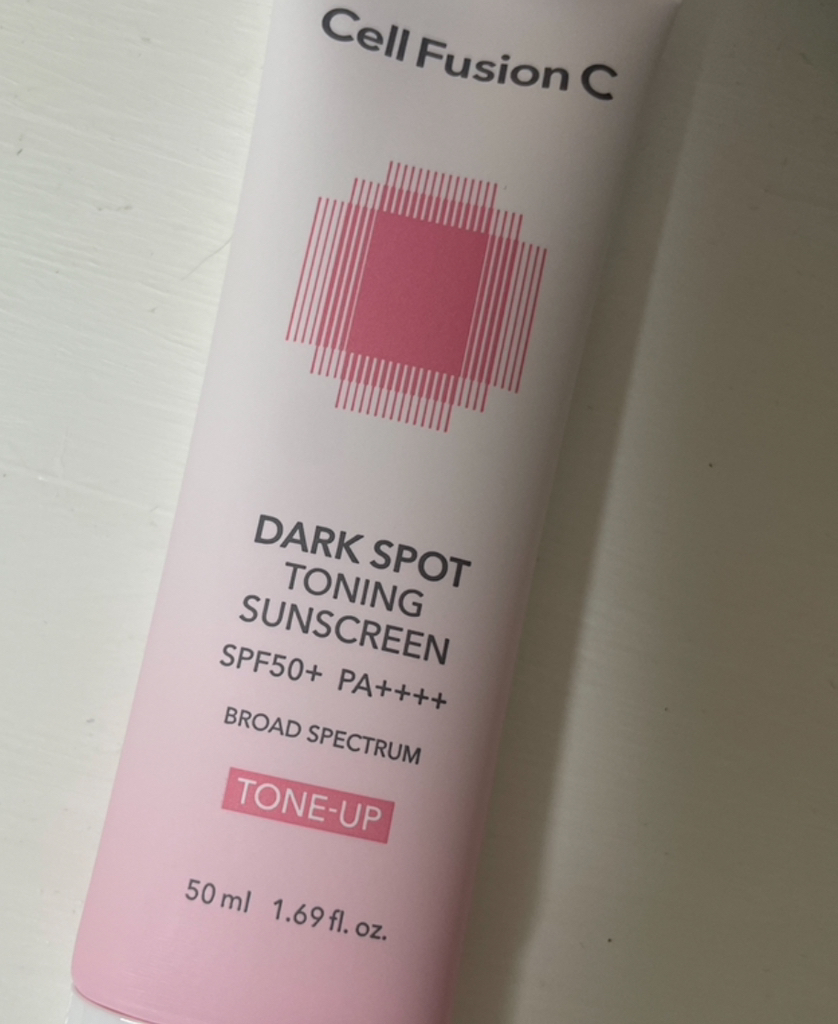 Cell Fusion C
DARK SPOT
TONING
SUNSCREEN
SPF50+ PA++++
BROAD SPECTRUM
TONE-UP
50 ml 1.69 fl. oz.